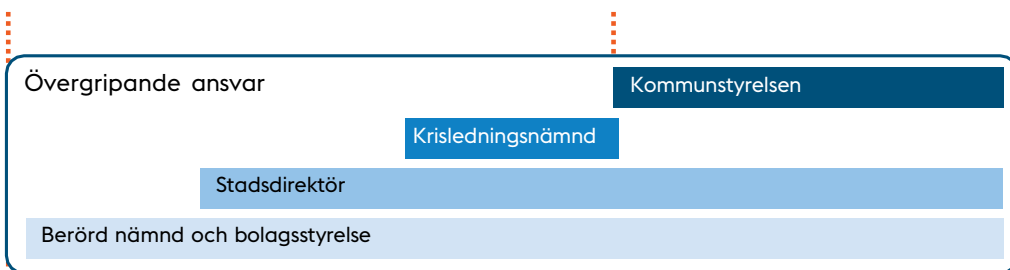 Övergripande ansvar
Kommunstyrelsen
Krisledningsnämnd
Stadsdirektör
Berörd nämnd och bolagsstyrelse